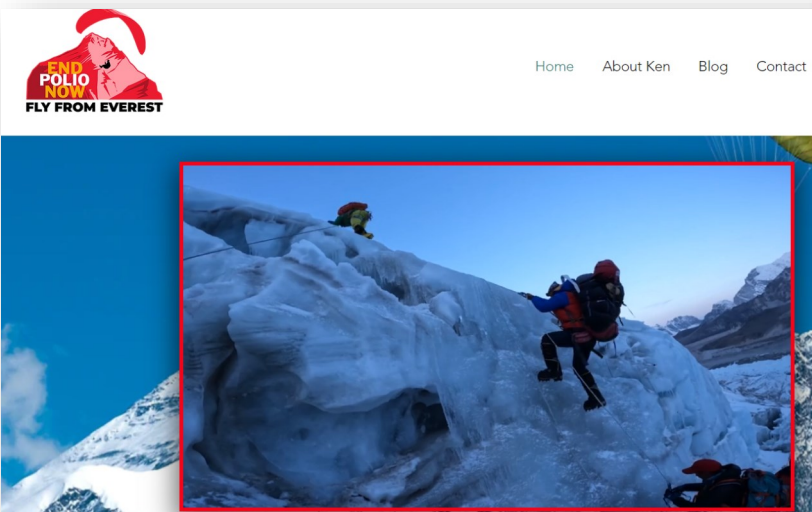 END
POLIO
NOW
FLY FROM EVEREST
Home About Ken Blog Contact